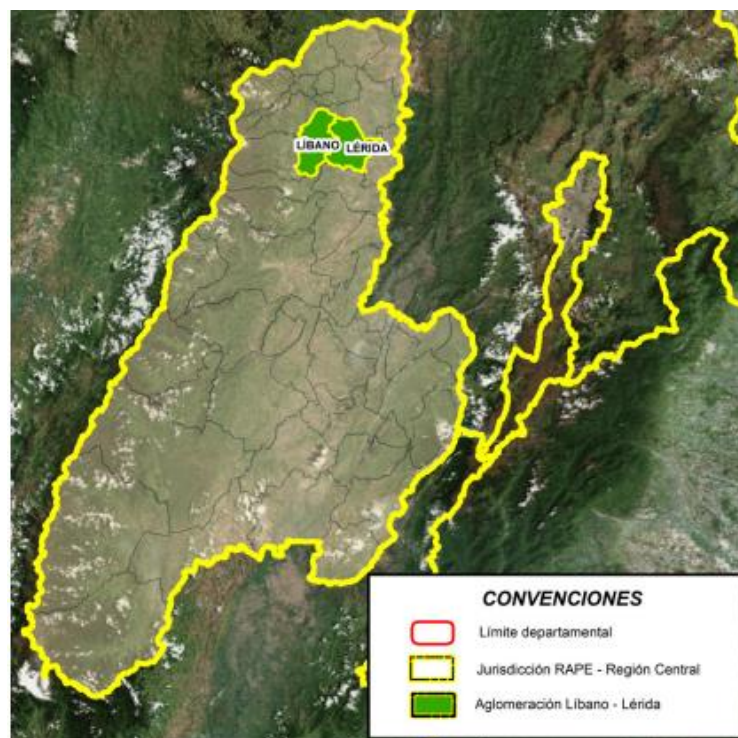 LÍBANO
LÉRIDA
CONVENCIONES
Límite departamental
Jurisdicción RAPE - Región Central
Aglomeración Líbano - Lérida